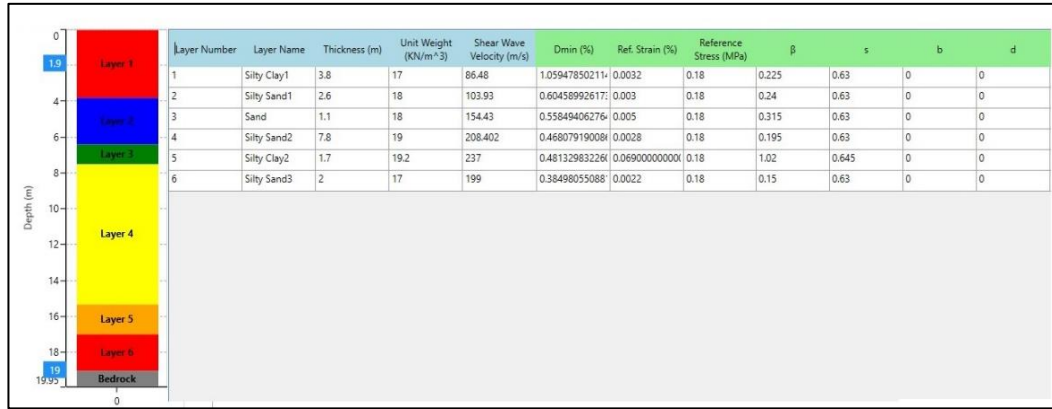 0
1.9
4
6
8
10
12
14
16
18
19
19.95
Depth (m)
Layer 1
Layer 2
Layer 3
Layer 4
Layer 5
Layer 6
Bedrock
0
Layer Number Layer Name Thickness (m) Unit Weight (KN/m^3) Shear Wave Velocity (m/s) Dmin (%) Ref. Strain (%) Reference Stress (MPa) β s b d
1 Silty Clay1 3.8 17 86.48 1.05947850211 0.0032 0.18 0.225 0.63 0 0
2 Silty Sand1 2.6 18 103.93 0.60458992617 0.003 0.18 0.24 0.63 0 0
3 Sand 1.1 18 154.43 0.55849406276 0.005 0.18 0.315 0.63 0 0
4 Silty Sand2 7.8 19 208.402 0.46807919008 0.0028 0.18 0.195 0.63 0 0
5 Silty Clay2 1.7 19.2 237 0.48132983226 0.06900000000 0.18 1.02 0.645 0 0
6 Silty Sand3 2 17 199 0.38498055088 0.0022 0.18 0.15 0.63 0 0